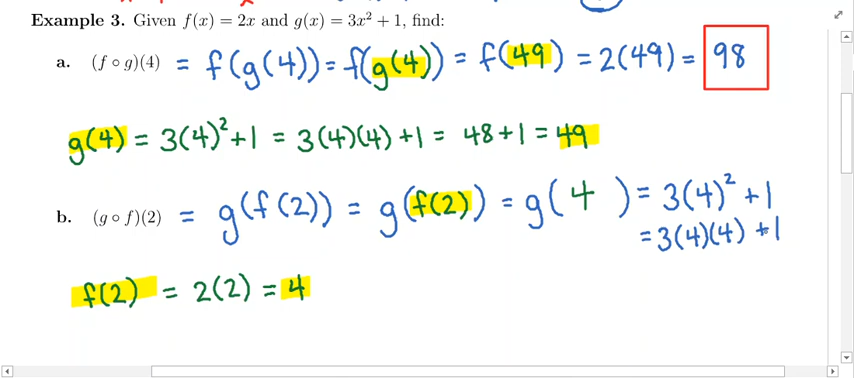 Example 3. Given f(x) = 2x and g(x) = 3x² + 1, find:
a. (f ∘ g)(4) = f(g(4)) = f(g(4)) = f(49) = 2(49) = 98
g(4) = 3(4)² + 1 = 3(4)(4) + 1 = 48 + 1 = 49
b. (g ∘ f)(2) = g(f(2)) = g(f(2)) = g(4) = 3(4)² + 1
= 3(4)(4) + 1
f(2) = 2(2) = 4